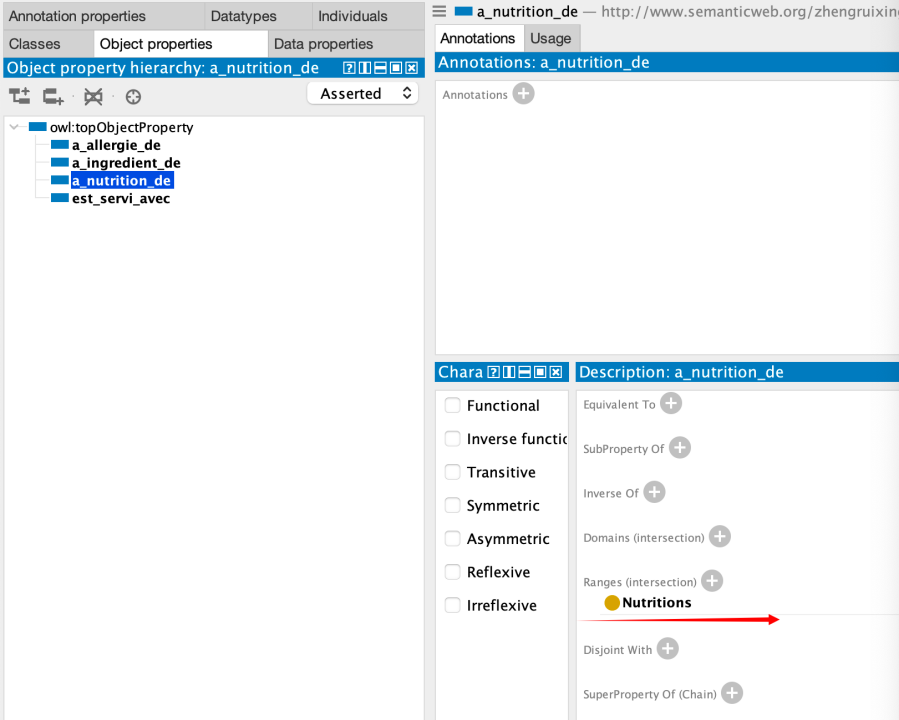 Annotation properties Datatypes Individuals
Classes Object properties Data properties
Object property hierarchy: a_nutrition_de
Asserted
owl:topObjectProperty
a_allergie_de
a_ingredient_de
a_nutrition_de
est_servi_avec
a_nutrition_de — http://www.semanticweb.org/zhengruixing
Annotations Usage
Annotations: a_nutrition_de
Annotations
Chara
Functional
Inverse functio
Transitive
Symmetric
Asymmetric
Reflexive
Irreflexive
Description: a_nutrition_de
Equivalent To
SubProperty Of
Inverse Of
Domains (intersection)
Ranges (intersection)
Nutritions
Disjoint With
SuperProperty Of (Chain)